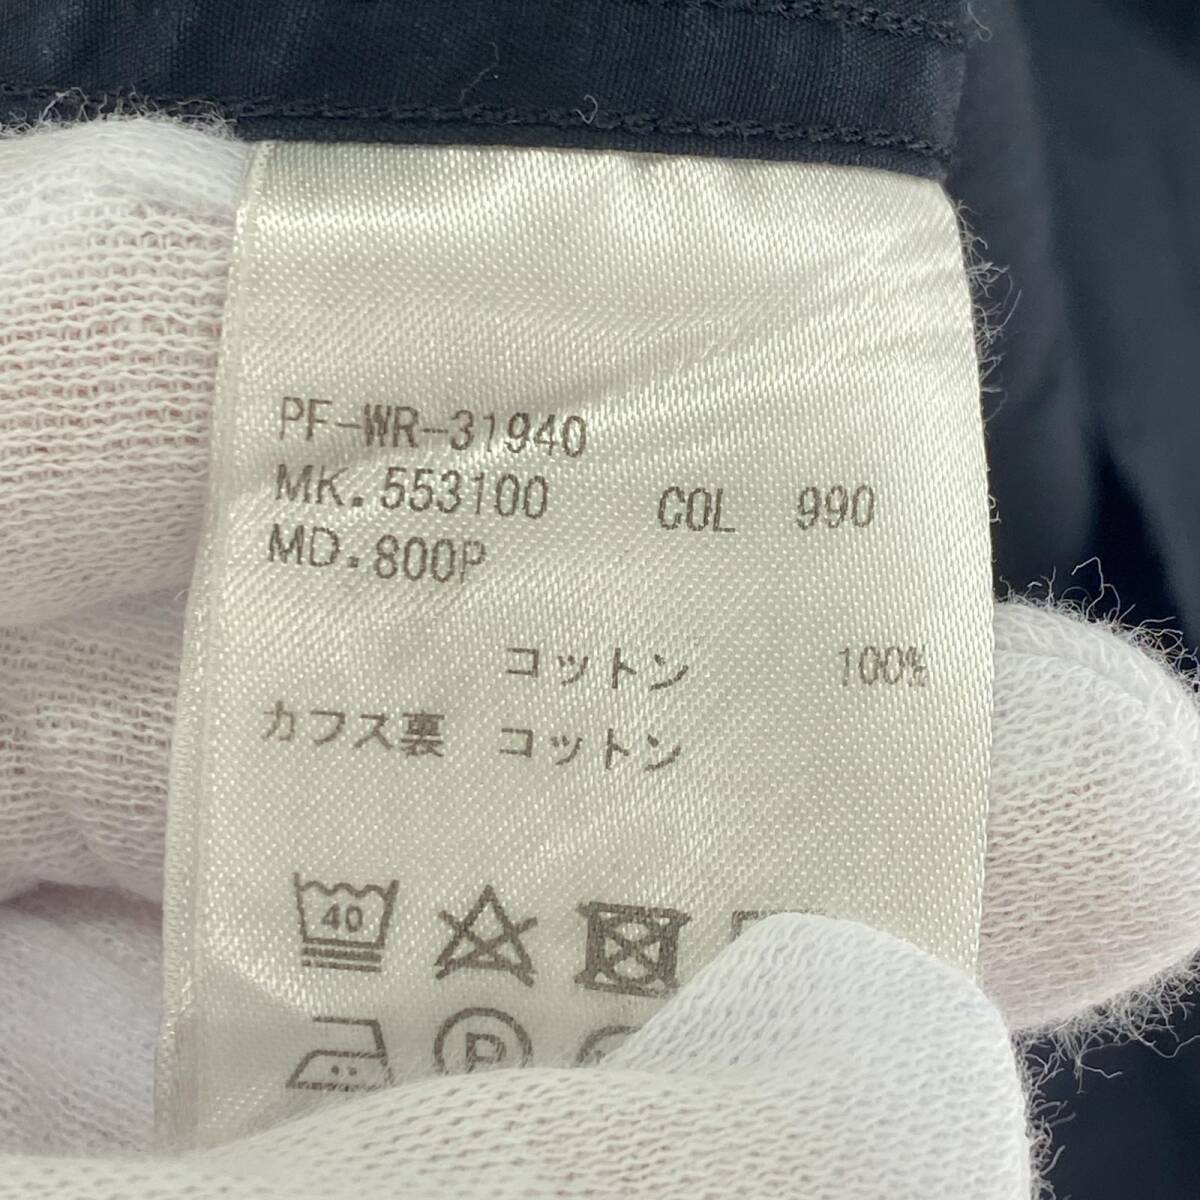 PF-WR-31940
MK.553100 COL 990
MD.800P
コットン 100%
カフス裏 コットン
40
P